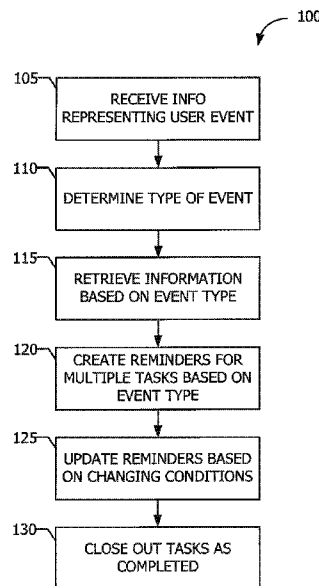 100
105
RECEIVE INFO
REPRESENTING USER EVENT
110
DETERMINE TYPE OF EVENT
115
RETRIEVE INFORMATION
BASED ON EVENT TYPE
120
CREATE REMINDERS FOR
MULTIPLE TASKS BASED ON
EVENT TYPE
125
UPDATE REMINDERS BASED
ON CHANGING CONDITIONS
130
CLOSE OUT TASKS AS
COMPLETED